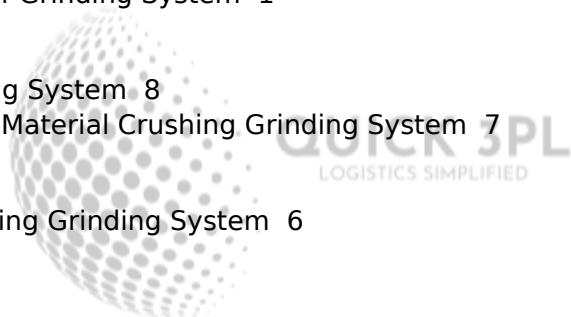 Grinding System 1
g System 8
Material Crushing Grinding System 7
QUICK 3PL
LOGISTICS SIMPLIFIED
ing Grinding System 6